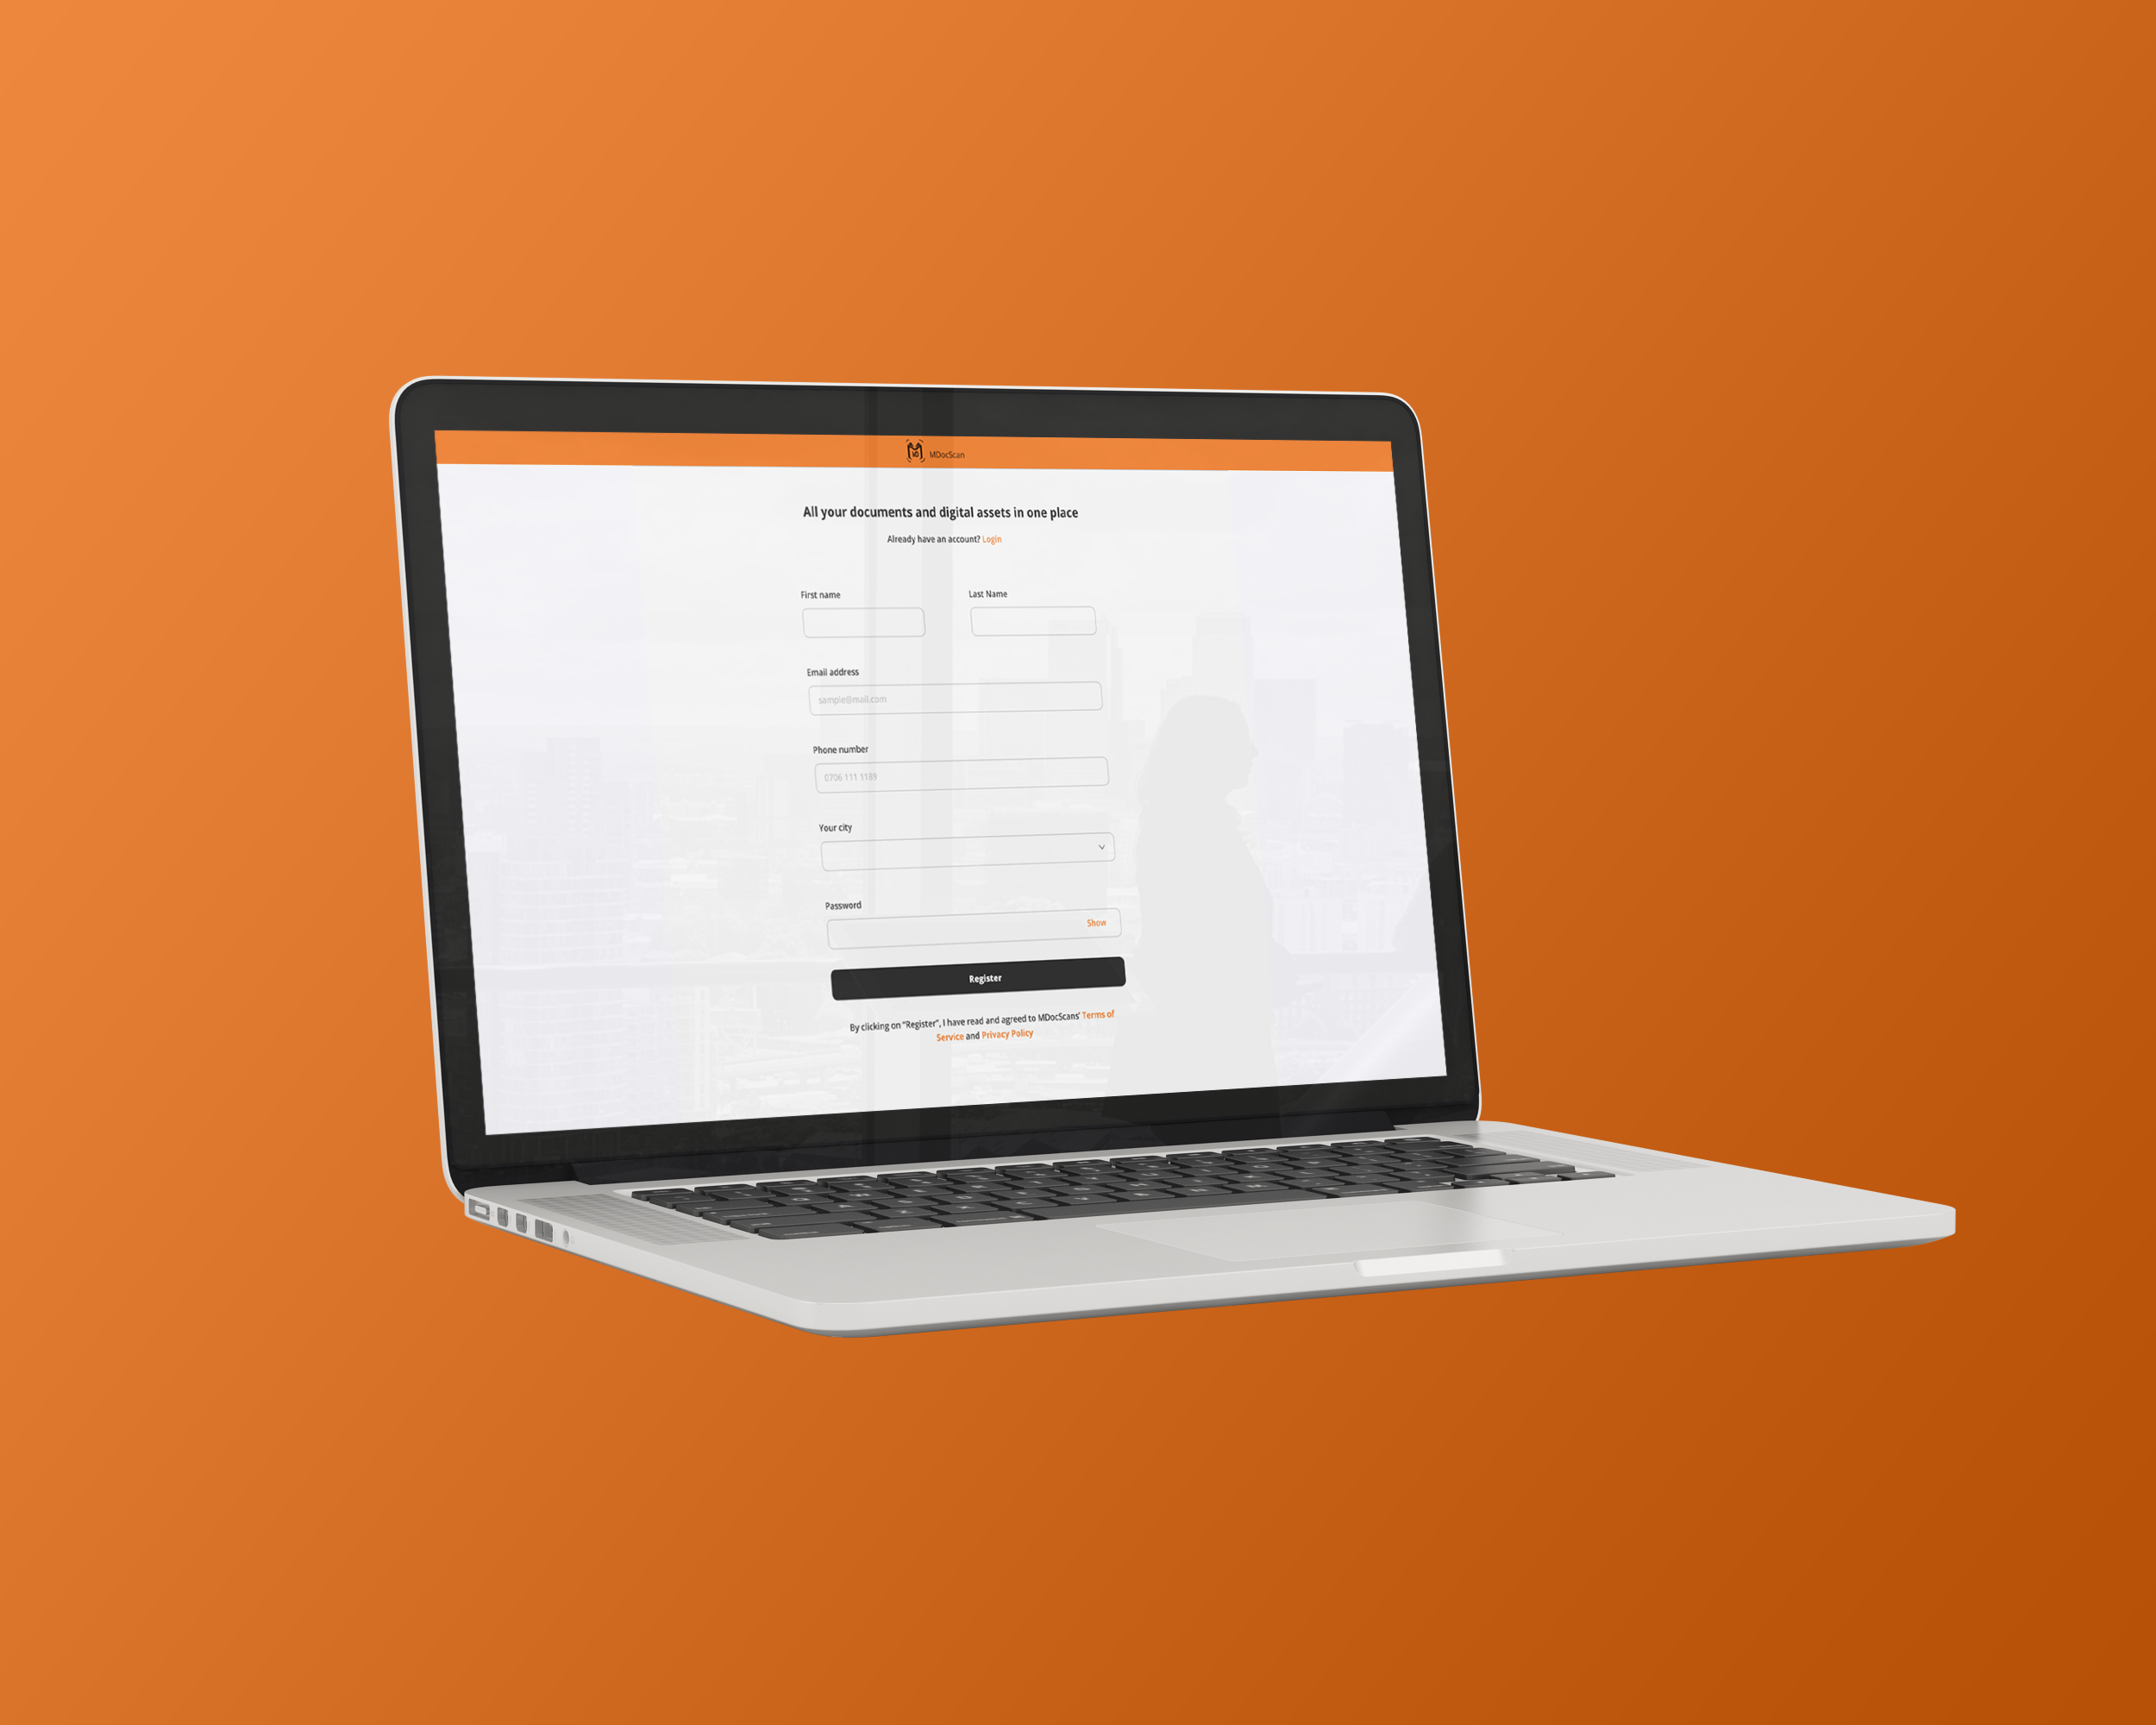 MDocScan
All your documents and digital assets in one place
Already have an account? Login
First name
Last Name
Email address
sample@mail.com
Phone number
0706 111 1189
Your city
Password
Show
Register
By clicking on “Register”, I have read and agreed to MDocScans' Terms of
Service and Privacy Policy